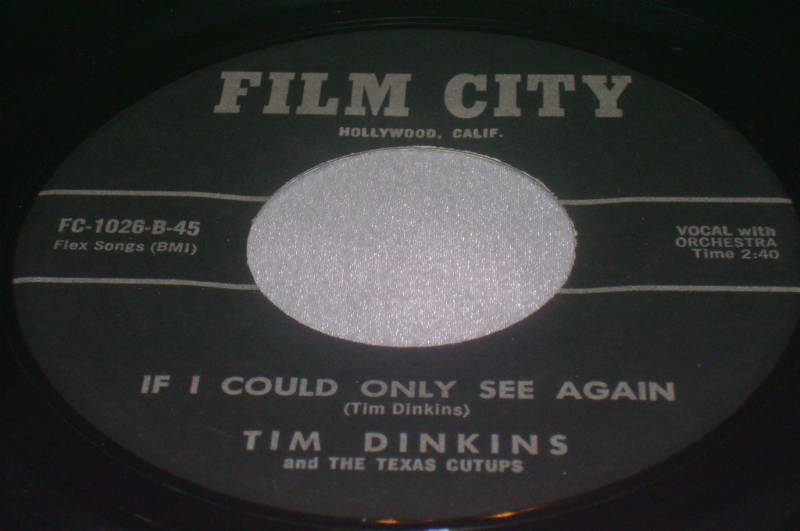 FILM CITY
HOLLYWOOD, CALIF.
FC-1026-B-45
Flex Songs (BMI)
VOCAL with
ORCHESTRA
Time 2:40
IF I COULD ONLY SEE AGAIN
(Tim Dinkins)
TIM DINKINS
and THE TEXAS CUTUPS